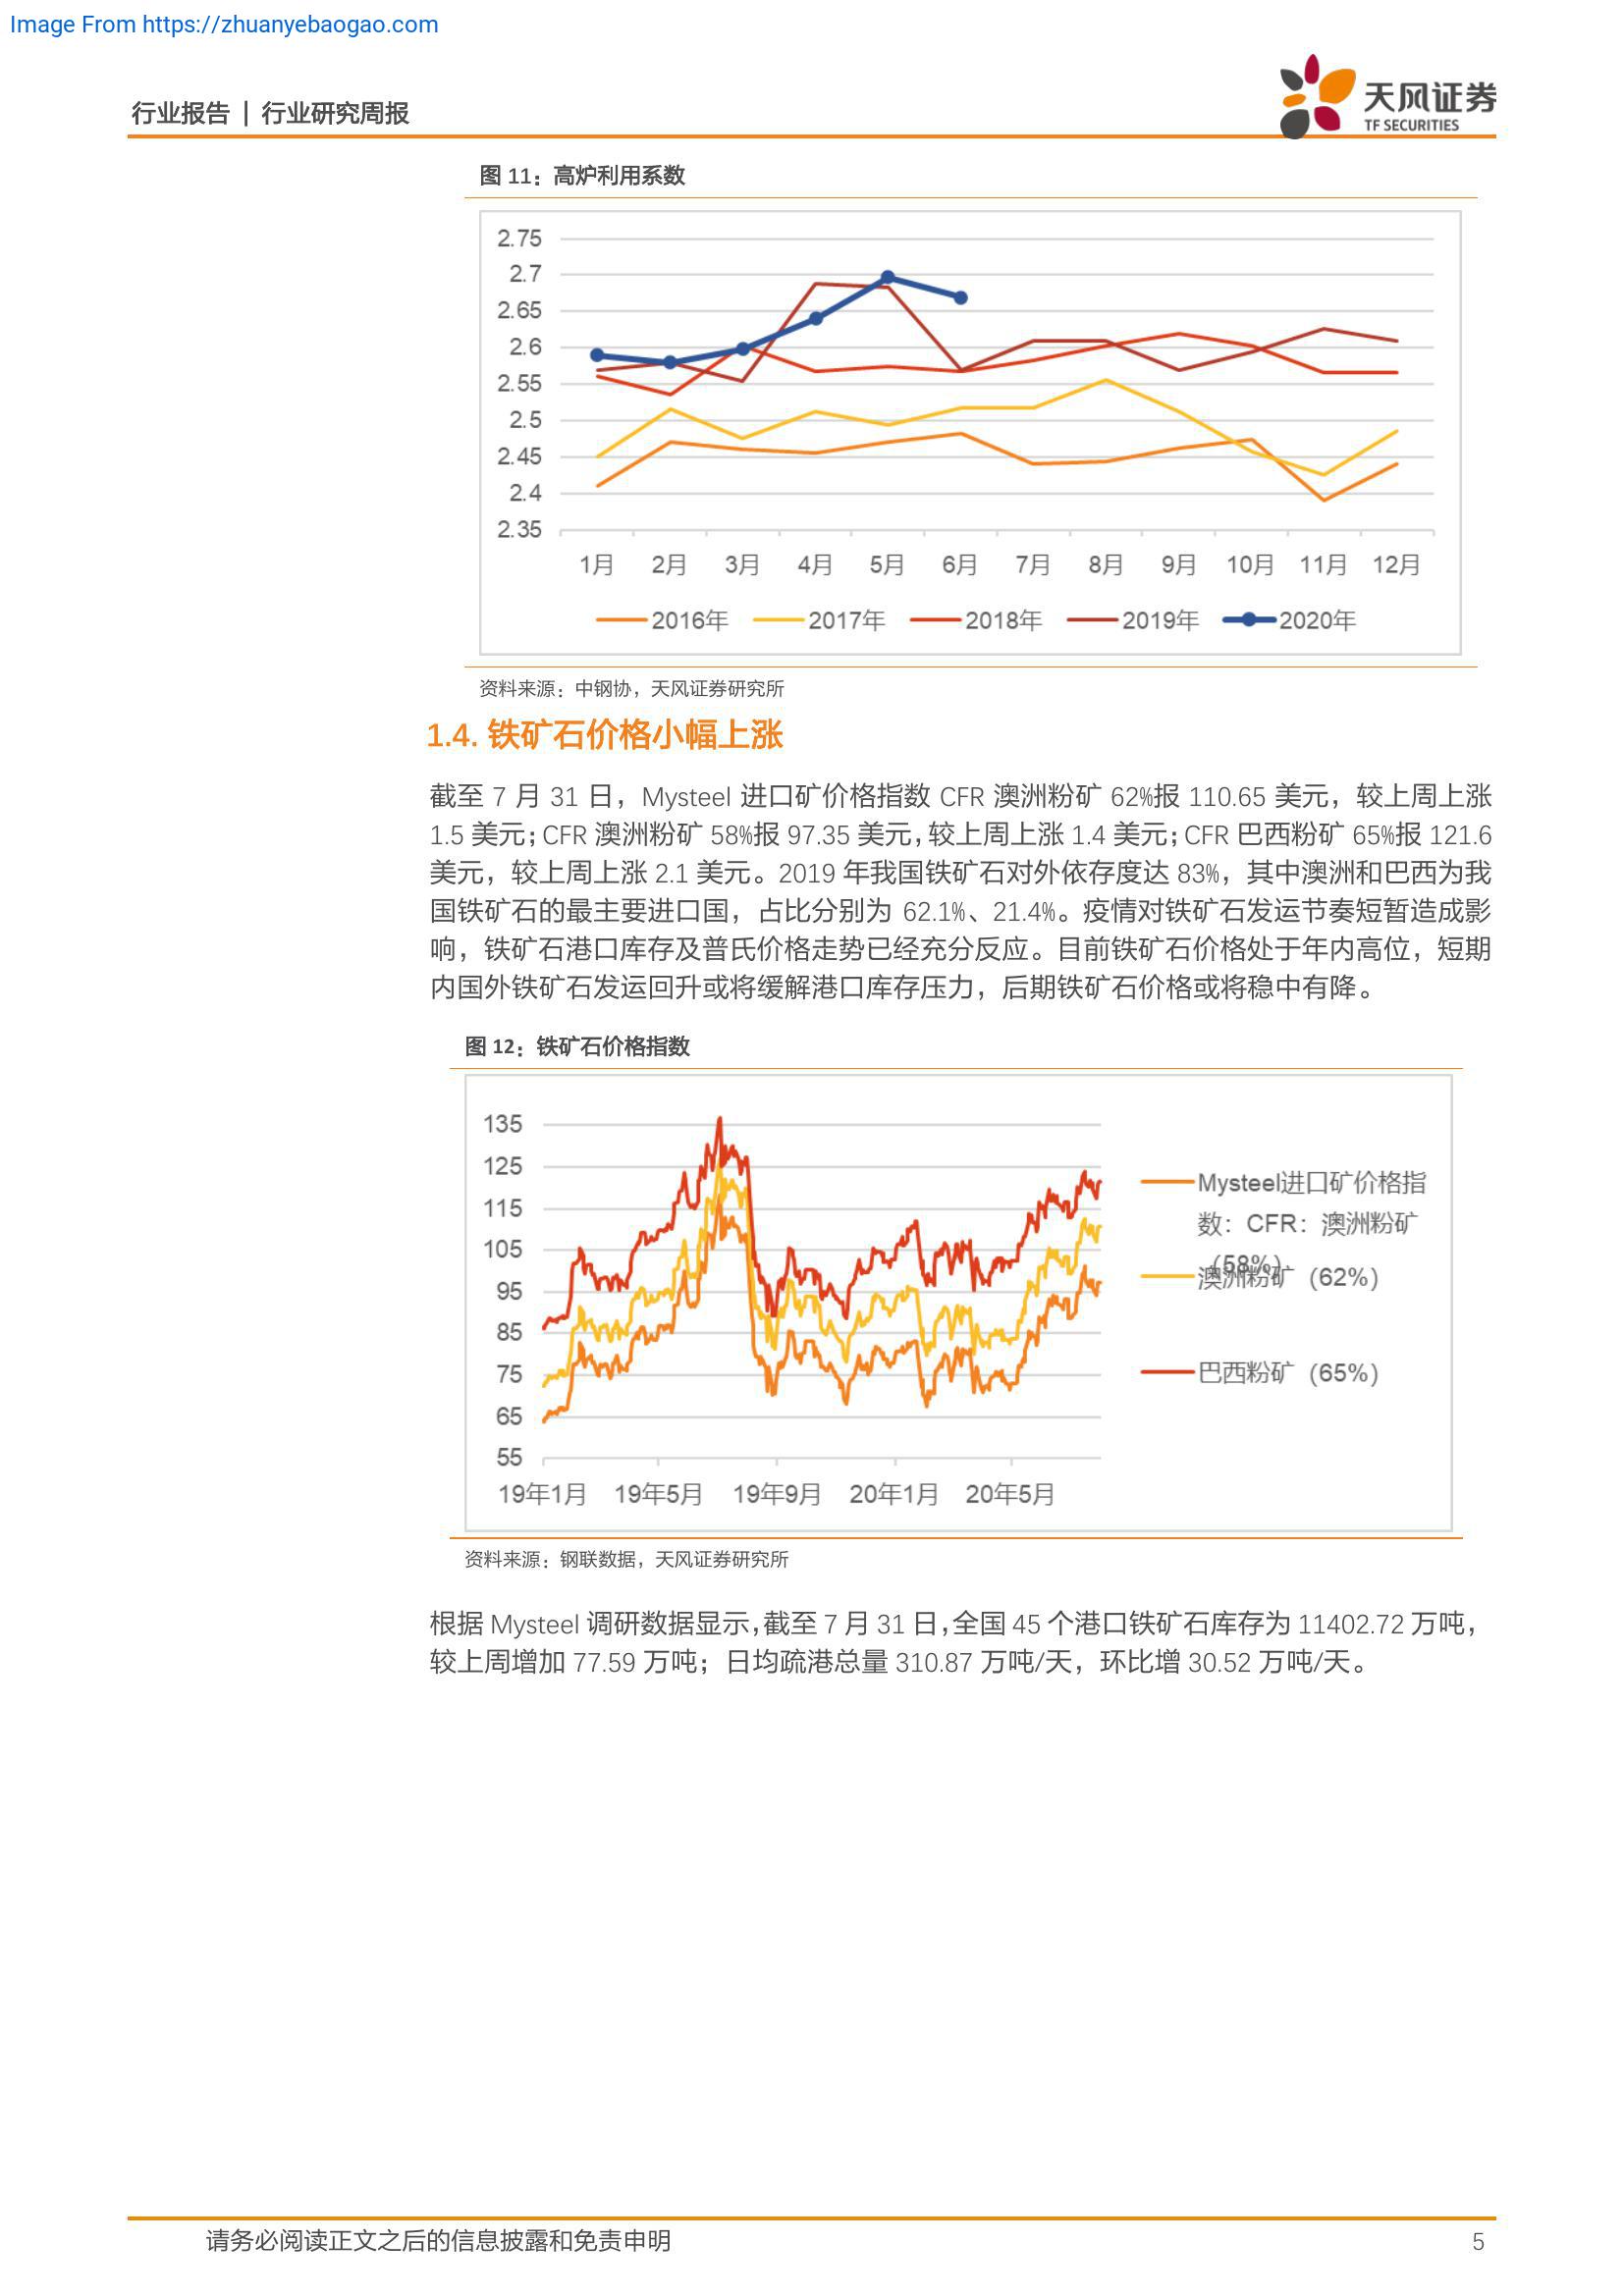 Image From https://zhuanyebaogao.com
行业报告 | 行业研究周报
天风证券
TF SECURITIES
图 11：高炉利用系数
2.75
2.7
2.65
2.6
2.55
2.5
2.45
2.4
2.35
1月 2月 3月 4月 5月 6月 7月 8月 9月 10月 11月 12月
2016年 2017年 2018年 2019年 2020年
资料来源：中钢协，天风证券研究所
1.4. 铁矿石价格小幅上涨
截至 7 月 31 日，Mysteel 进口矿价格指数 CFR 澳洲粉矿 62%报 110.65 美元，较上周上涨
1.5 美元；CFR 澳洲粉矿 58%报 97.35 美元，较上周上涨 1.4 美元；CFR 巴西粉矿 65%报 121.6
美元，较上周上涨 2.1 美元。2019 年我国铁矿石对外依存度达 83%，其中澳洲和巴西为我
国铁矿石的最主要进口国，占比分别为 62.1%、21.4%。疫情对铁矿石发运节奏短暂造成影
响，铁矿石港口库存及普氏价格走势已经充分反应。目前铁矿石价格处于年内高位，短期
内国外铁矿石发运回升或将缓解港口库存压力，后期铁矿石价格或将稳中有降。
图 12：铁矿石价格指数
135
125
115
105
95
85
75
65
55
19年1月 19年5月 19年9月 20年1月 20年5月
Mysteel进口矿价格指
数：CFR：澳洲粉矿
（58%）
澳洲粉矿（62%）
巴西粉矿（65%）
资料来源：钢联数据，天风证券研究所
根据 Mysteel 调研数据显示，截至 7 月 31 日，全国 45 个港口铁矿石库存为 11402.72 万吨，
较上周增加 77.59 万吨；日均疏港总量 310.87 万吨/天，环比增 30.52 万吨/天。
请务必阅读正文之后的信息披露和免责申明
5